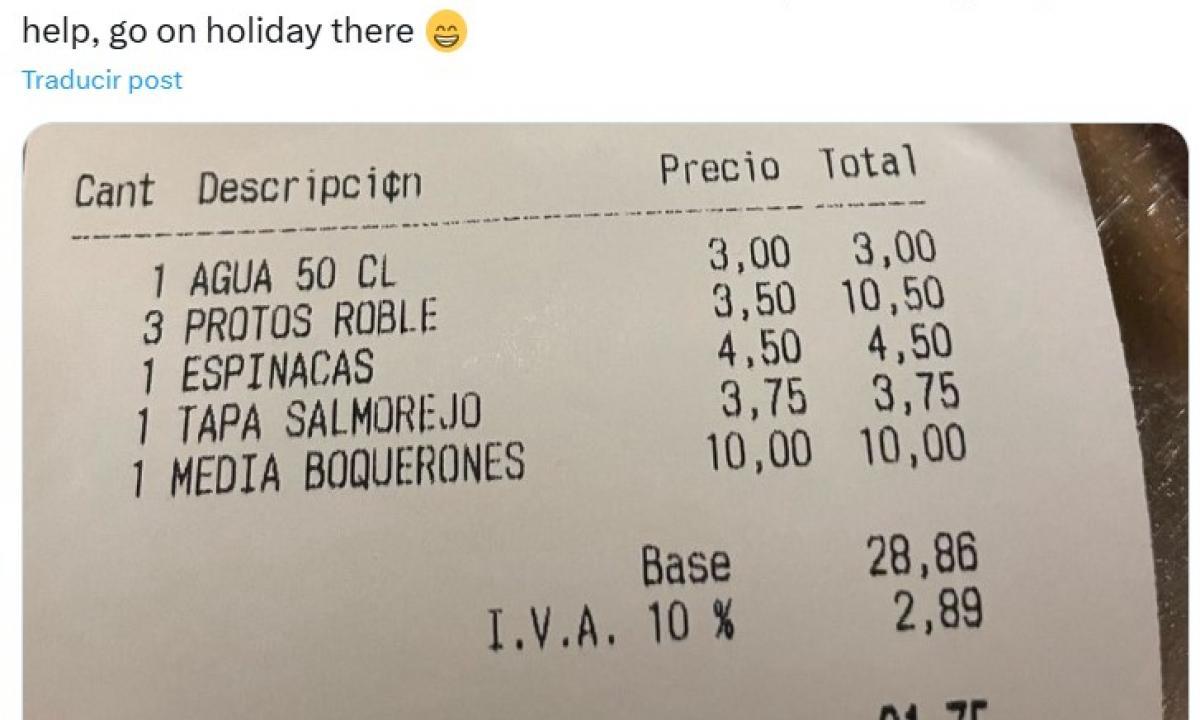 help, go on holiday there 😁
Traducir post
Cant Descripci¢n Precio Total
1 AGUA 50 CL 3,00 3,00
3 PROTOS ROBLE 3,50 10,50
1 ESPINACAS 4,50 4,50
1 TAPA SALMOREJO 3,75 3,75
1 MEDIA BOQUERONES 10,00 10,00
Base 28,86
I.V.A. 10 % 2,89